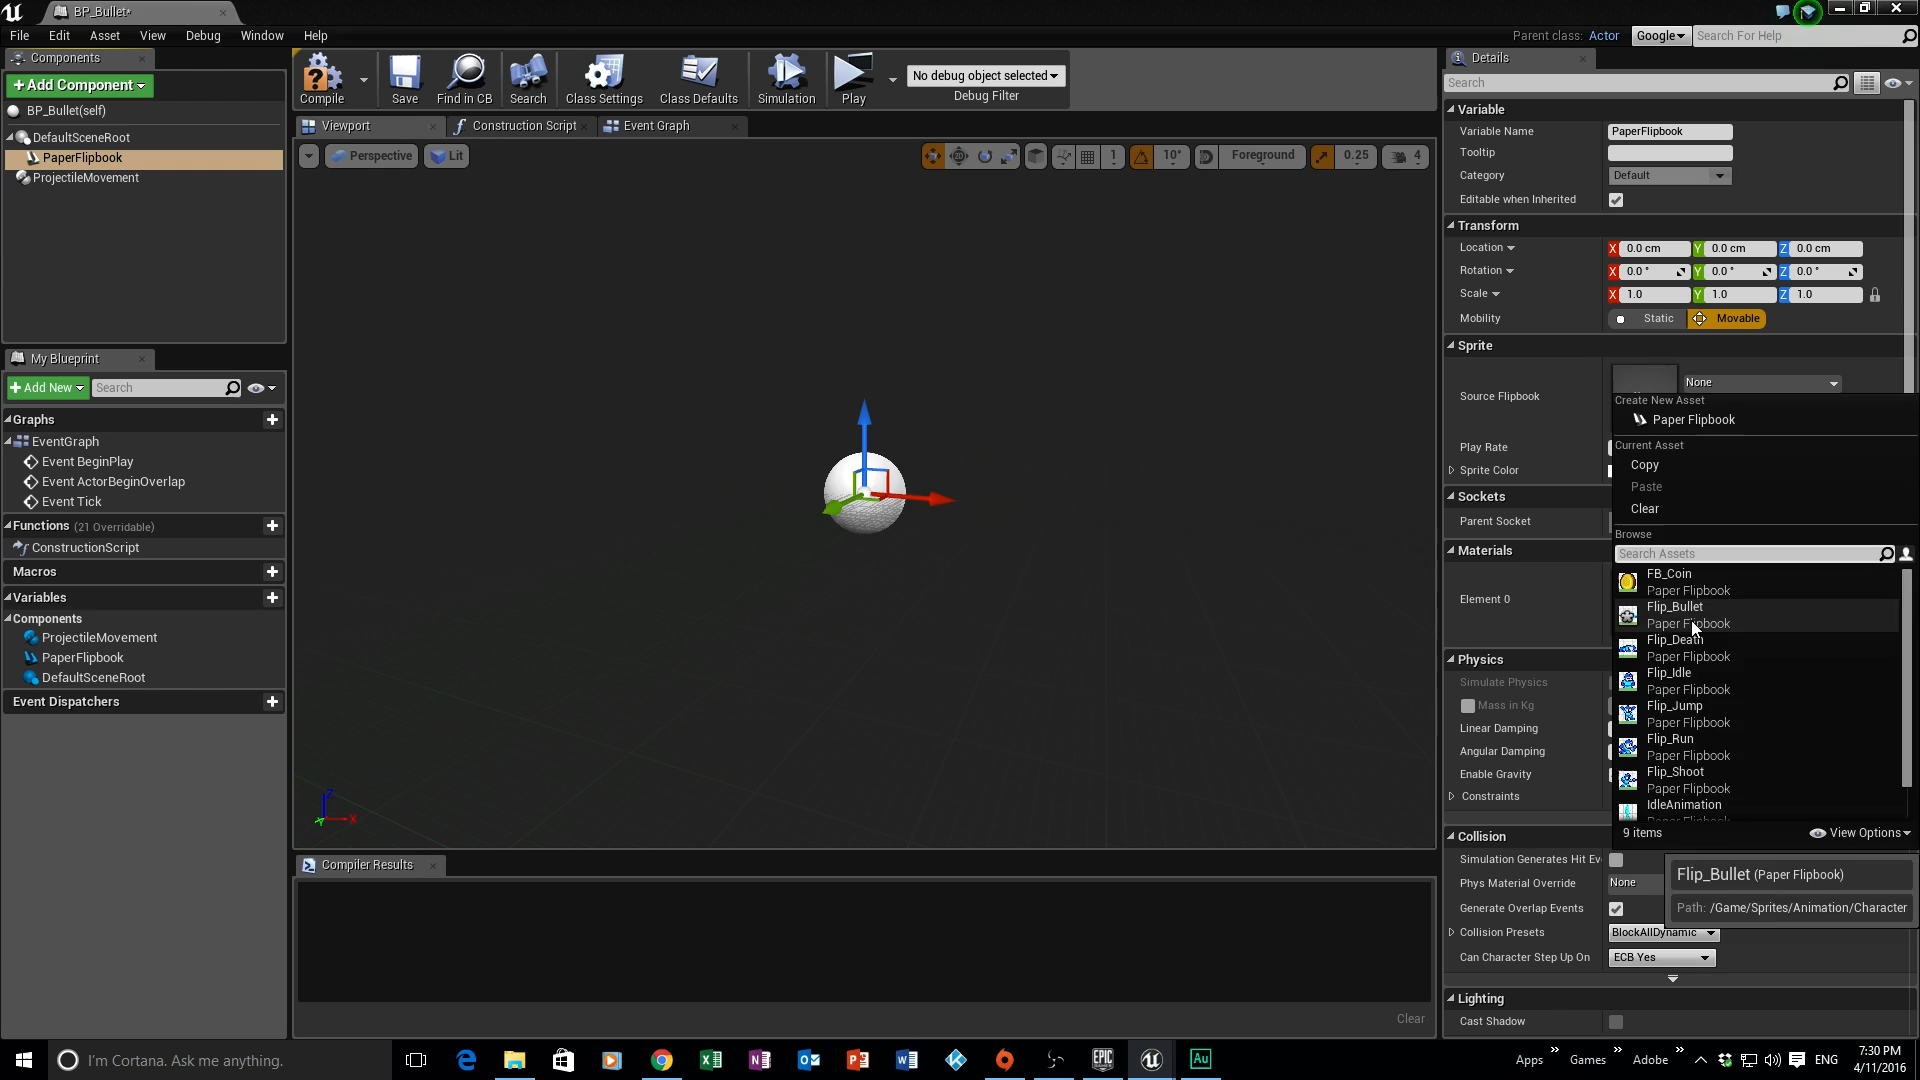 BP_Bullet*
File Edit Asset View Debug Window Help
Parent class: Actor Google Search For Help
Components
+Add Component
BP_Bullet(self)
DefaultSceneRoot
PaperFlipbook
ProjectileMovement
Compile Save Find in CB Search Class Settings Class Defaults Simulation Play
No debug object selected
Debug Filter
Viewport Construction Script Event Graph
Perspective Lit
1 10° Foreground 0.25 4
My Blueprint
+Add New Search
Graphs
EventGraph
Event BeginPlay
Event ActorBeginOverlap
Event Tick
Functions (21 Overridable)
ConstructionScript
Macros
Variables
Components
ProjectileMovement
PaperFlipbook
DefaultSceneRoot
Event Dispatchers
Z
X
Y
Compiler Results
Clear
Details
Search
Variable
Variable Name PaperFlipbook
Tooltip
Category Default
Editable when Inherited
Transform
Location X 0.0 cm Y 0.0 cm Z 0.0 cm
Rotation X 0.0 ° Y 0.0 ° Z 0.0 °
Scale X 1.0 Y 1.0 Z 1.0
Mobility Static Movable
Sprite
Source Flipbook None
Play Rate
Sprite Color
Sockets
Parent Socket
Materials
Element 0
Physics
Simulate Physics
Mass in Kg
Linear Damping
Angular Damping
Enable Gravity
Constraints
Collision
Simulation Generates Hit Ev
Phys Material Override None
Generate Overlap Events
Collision Presets BlockAllDynamic
Can Character Step Up On ECB Yes
Lighting
Cast Shadow
Create New Asset
Paper Flipbook
Current Asset
Copy
Paste
Clear
Browse
Search Assets
FB_Coin
Paper Flipbook
Flip_Bullet
Paper Flipbook
Flip_Death
Paper Flipbook
Flip_Idle
Paper Flipbook
Flip_Jump
Paper Flipbook
Flip_Run
Paper Flipbook
Flip_Shoot
Paper Flipbook
IdleAnimation
Paper Flipbook
9 items View Options
Flip_Bullet (Paper Flipbook)
Path: /Game/Sprites/Animation/Character
I'm Cortana. Ask me anything.
EPIC GAMES
Au
Apps Games Adobe ENG
7:30 PM
4/11/2016